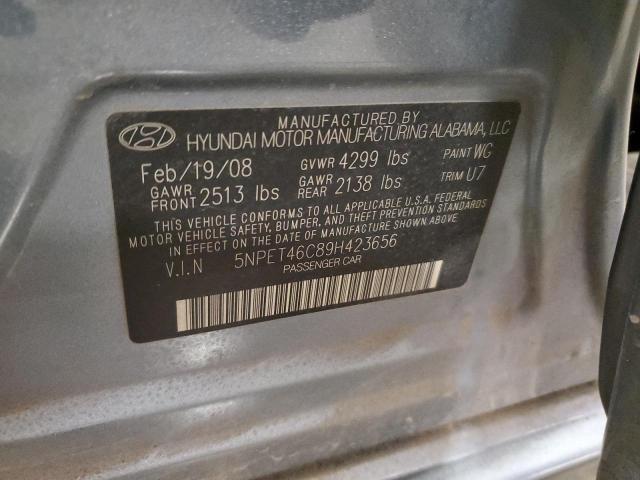 MANUFACTURED BY
HYUNDAI MOTOR MANUFACTURING ALABAMA, LLC
Feb/19/08 GVWR 4299 lbs PAINT WG
GAWR FRONT 2513 lbs GAWR REAR 2138 lbs TRIM U7
THIS VEHICLE CONFORMS TO ALL APPLICABLE U.S.A. FEDERAL
MOTOR VEHICLE SAFETY, BUMPER, AND THEFT PREVENTION STANDARDS
IN EFFECT ON THE DATE OF MANUFACTURE SHOWN ABOVE.
V.I.N 5NPET46C89H423656
PASSENGER CAR